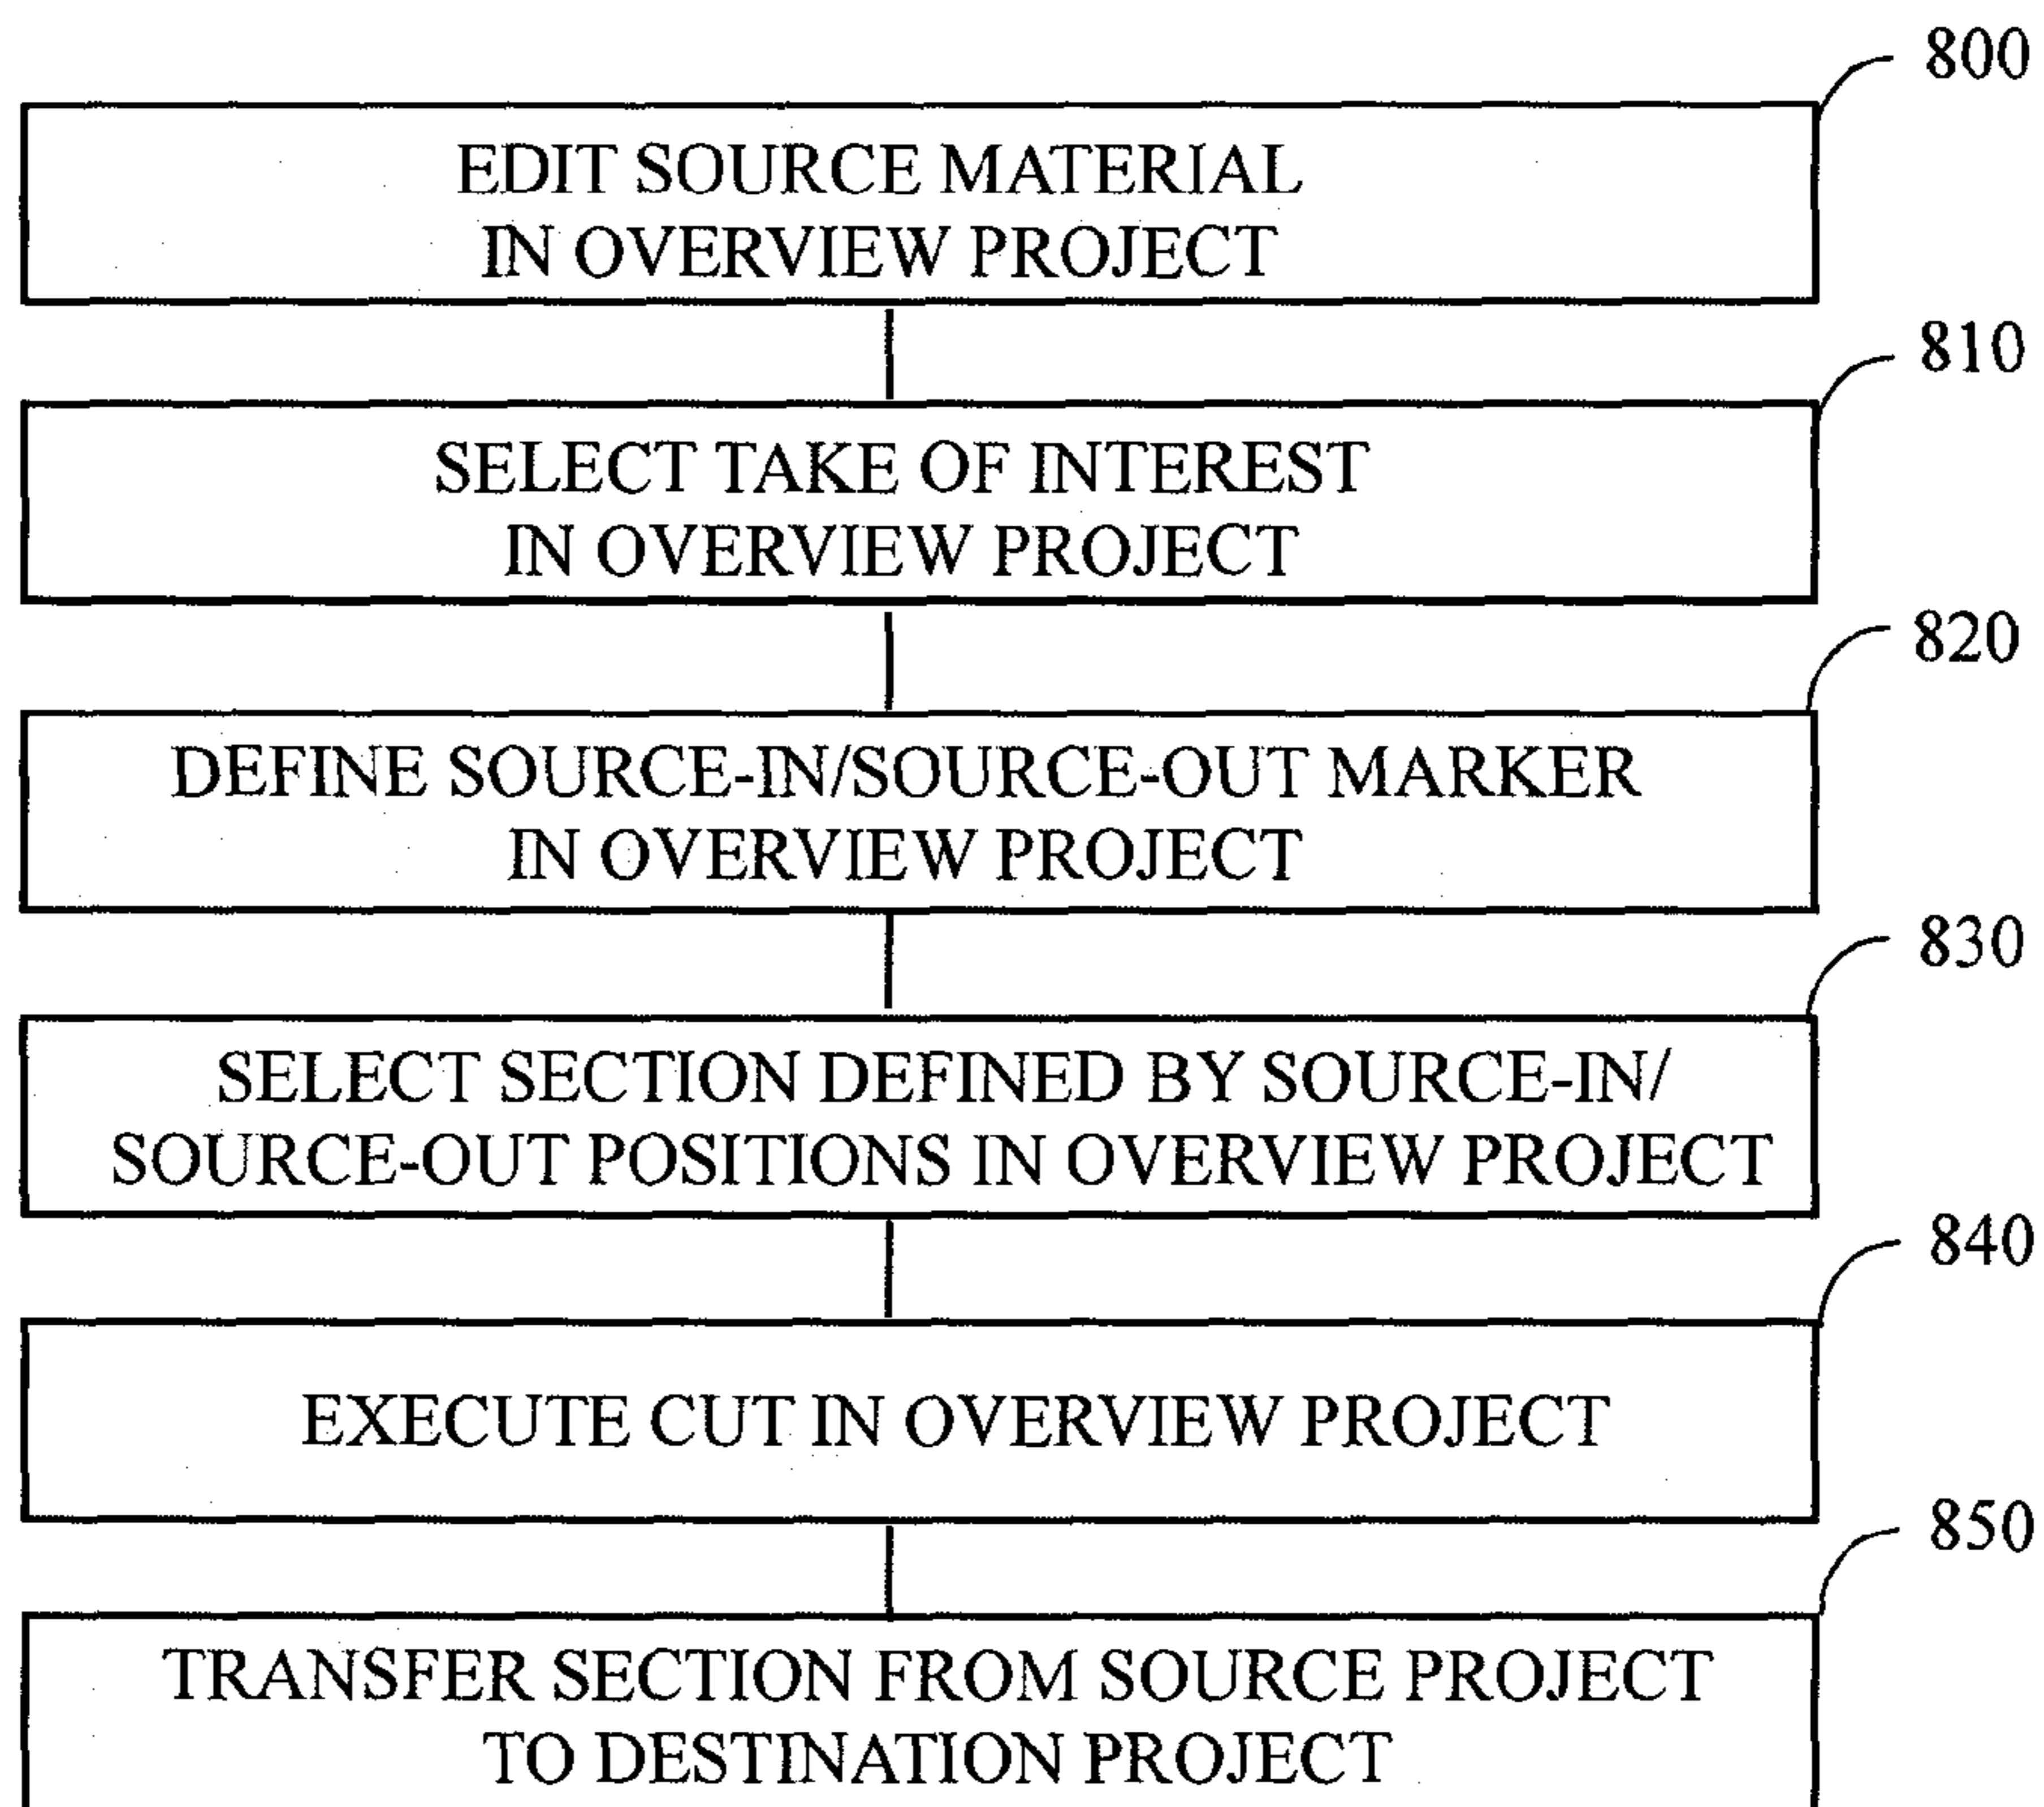 800
EDIT SOURCE MATERIAL
IN OVERVIEW PROJECT
810
SELECT TAKE OF INTEREST
IN OVERVIEW PROJECT
820
DEFINE SOURCE-IN/SOURCE-OUT MARKER
IN OVERVIEW PROJECT
830
SELECT SECTION DEFINED BY SOURCE-IN/
SOURCE-OUT POSITIONS IN OVERVIEW PROJECT
840
EXECUTE CUT IN OVERVIEW PROJECT
850
TRANSFER SECTION FROM SOURCE PROJECT
TO DESTINATION PROJECT